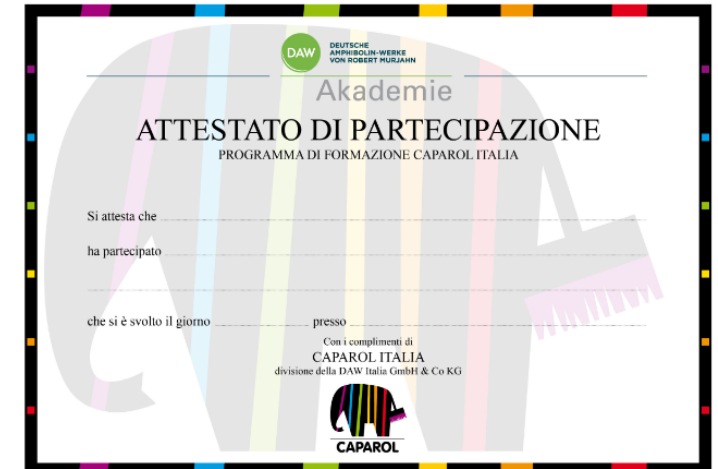 DAW
DEUTSCHE
AMPHIBOLIN-WERKE
VON ROBERT MURJAHN
Akademie
ATTESTATO DI PARTECIPAZIONE
PROGRAMMA DI FORMAZIONE CAPAROL ITALIA
Si attesta che
ha partecipato
che si è svolto il giorno presso
Con i complimenti di
CAPAROL ITALIA
divisione della DAW Italia GmbH & Co KG
CAPAROL